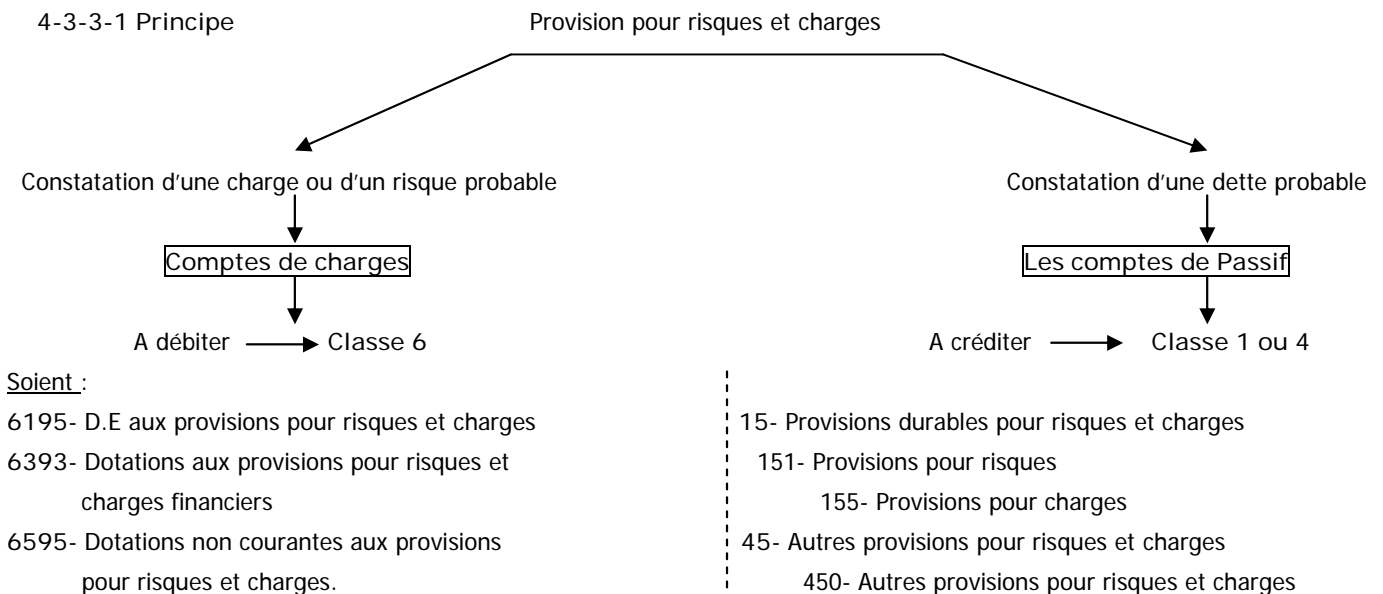 4-3-3-1 Principe
Provision pour risques et charges
Constatation d'une charge ou d'un risque probable
Constatation d'une dette probable
Comptes de charges
Les comptes de Passif
A débiter
Classe 6
A créditer
Classe 1 ou 4
Soient :
6195- D.E aux provisions pour risques et charges
6393- Dotations aux provisions pour risques et
charges financiers
6595- Dotations non courantes aux provisions
pour risques et charges.
15- Provisions durables pour risques et charges
151- Provisions pour risques
155- Provisions pour charges
45- Autres provisions pour risques et charges
450- Autres provisions pour risques et charges